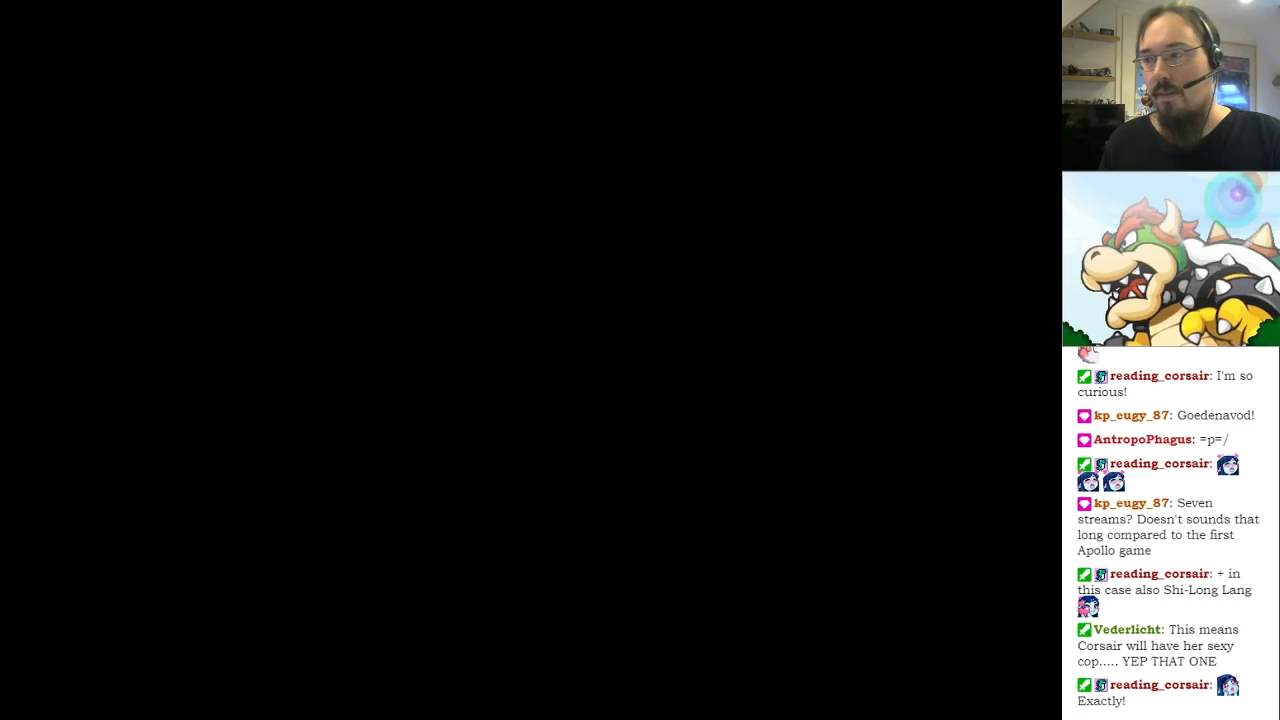 reading_corsair: I'm so
curious!
kp_eugy_87: Goedenavod!
AntropoPhagus: =p=/
reading_corsair:
kp_eugy_87: Seven
streams? Doesn't sounds that
long compared to the first
Apollo game
reading_corsair: + in
this case also Shi-Long Lang
Vederlicht: This means
Corsair will have her sexy
cop..... YEP THAT ONE
reading_corsair:
Exactly!